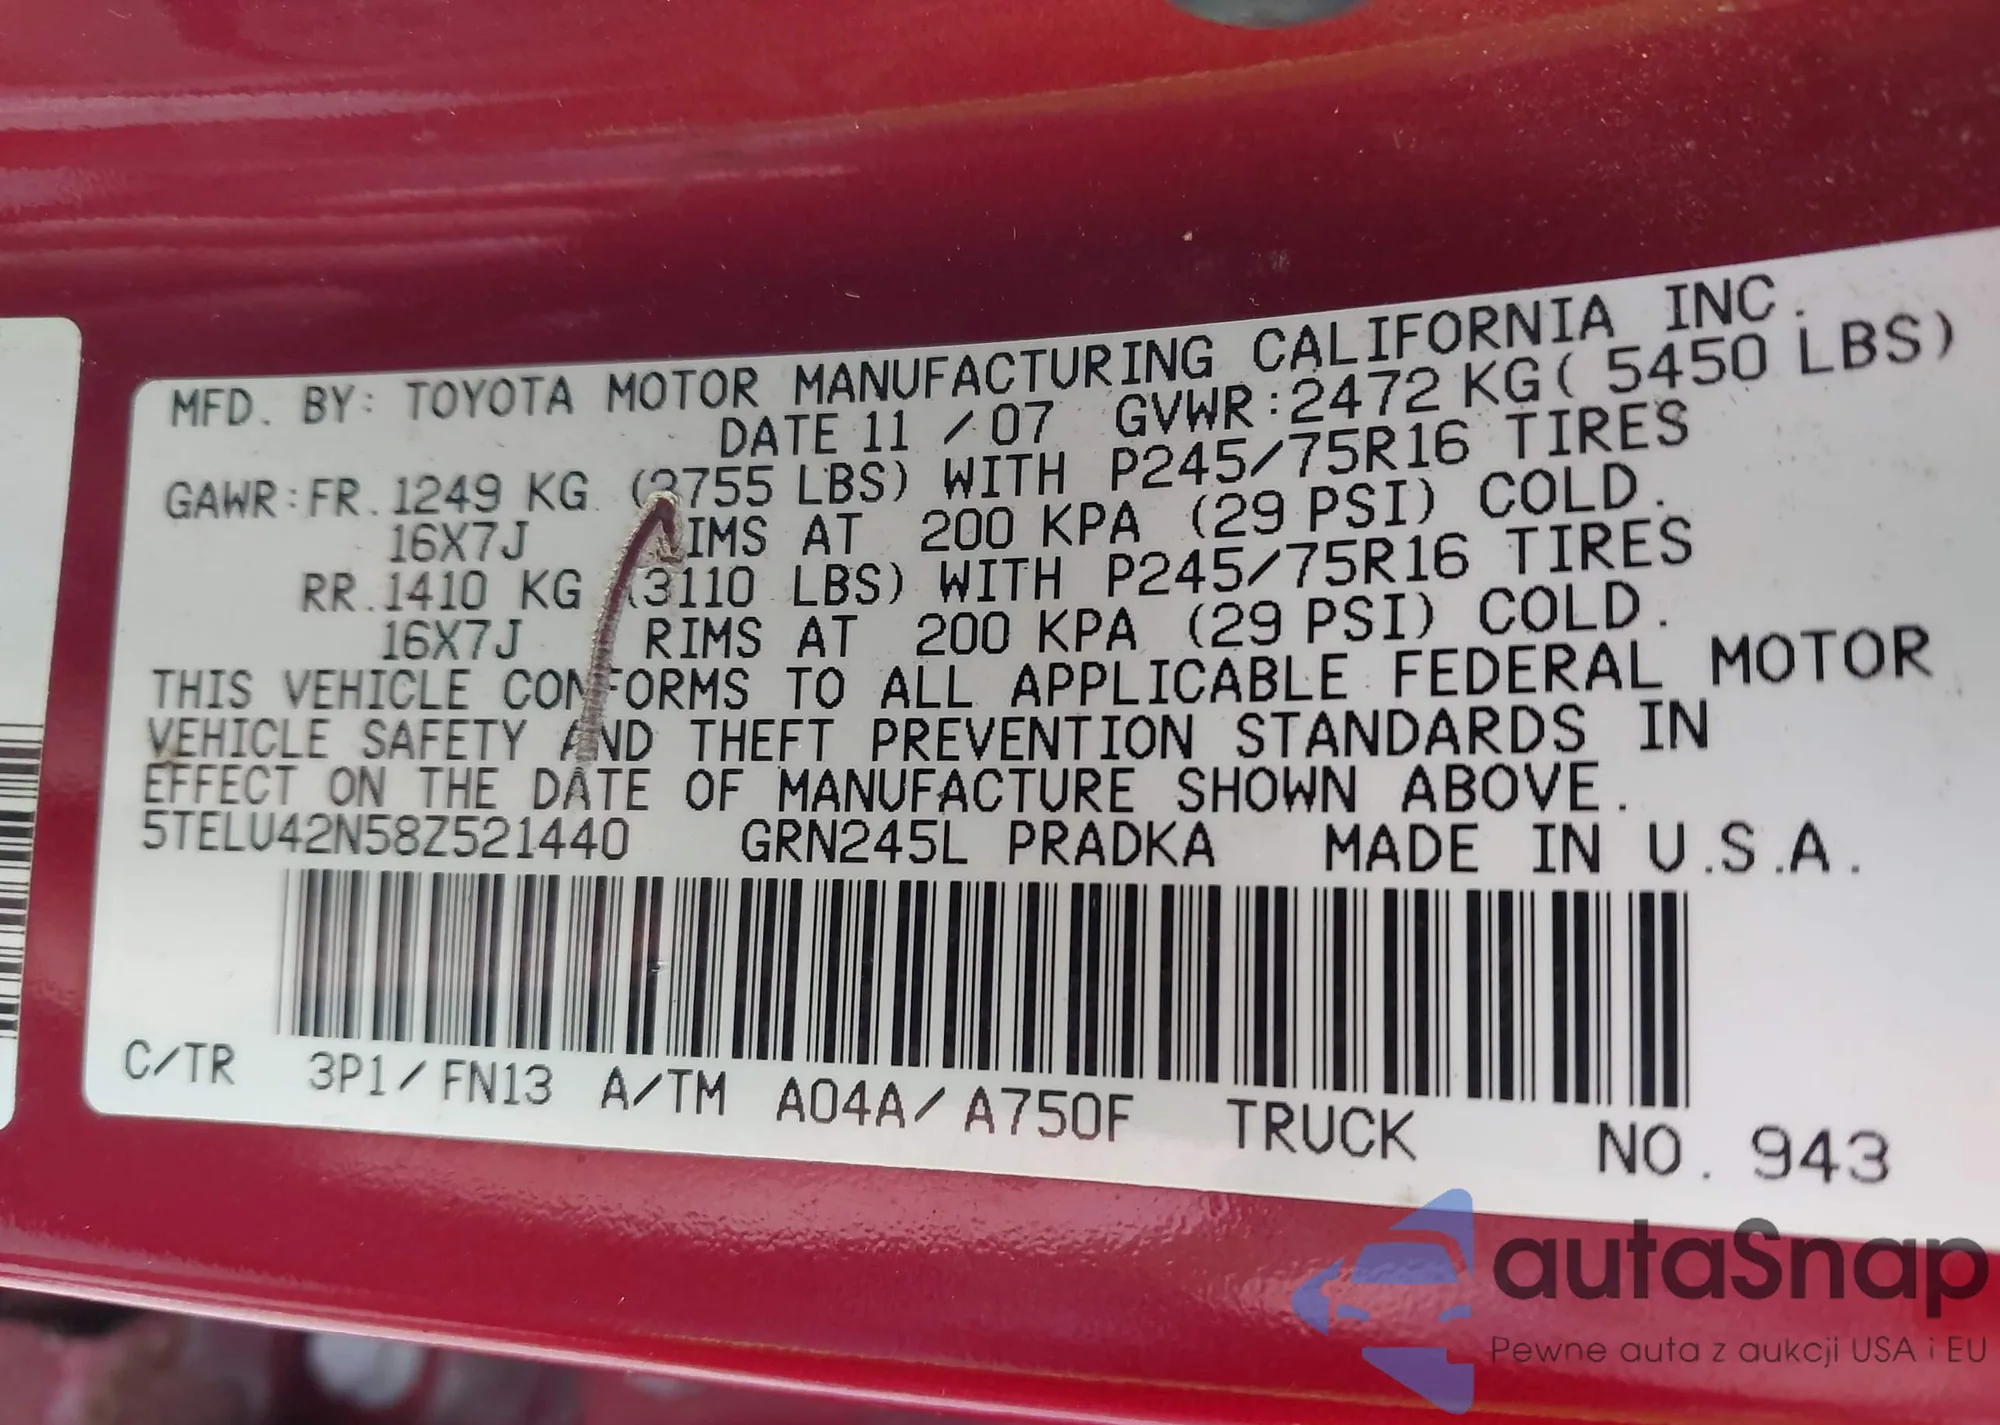 MFD. BY: TOYOTA MOTOR MANUFACTURING CALIFORNIA INC.
DATE 11 / 07 GVWR:2472 KG( 5450 LBS)
GAWR:FR. 1249 KG (2755 LBS) WITH P245/75R16 TIRES
16X7J RIMS AT 200 KPA (29 PSI) COLD.
RR. 1410 KG (3110 LBS) WITH P245/75R16 TIRES
16X7J RIMS AT 200 KPA (29 PSI) COLD.
THIS VEHICLE CONFORMS TO ALL APPLICABLE FEDERAL MOTOR
VEHICLE SAFETY AND THEFT PREVENTION STANDARDS IN
EFFECT ON THE DATE OF MANUFACTURE SHOWN ABOVE.
5TELU42N58Z521440 GRN245L PRADKA MADE IN U.S.A.
C/TR 3P1/FN13 A/TM A04A/A750F TRUCK NO. 943
autaSnap
Pewne auta z aukcji USA i EU